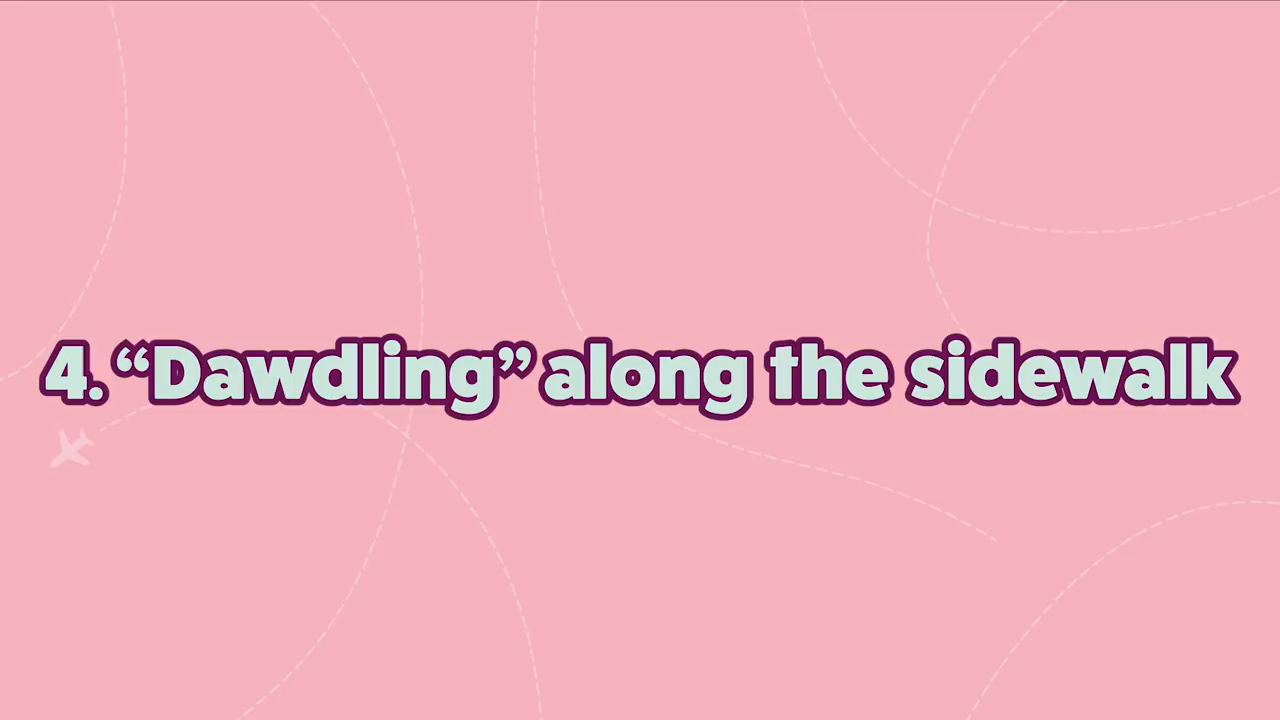 4. “Dawdling” along the sidewalk